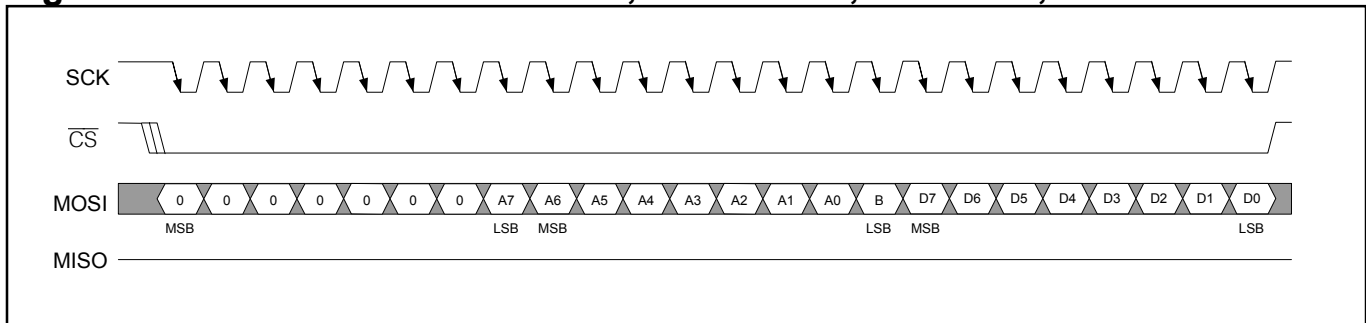 SCK
CS
MOSI 0 0 0 0 0 0 0 A7 A6 A5 A4 A3 A2 A1 A0 B D7 D6 D5 D4 D3 D2 D1 D0
MSB LSB MSB LSB MSB LSB
MISO